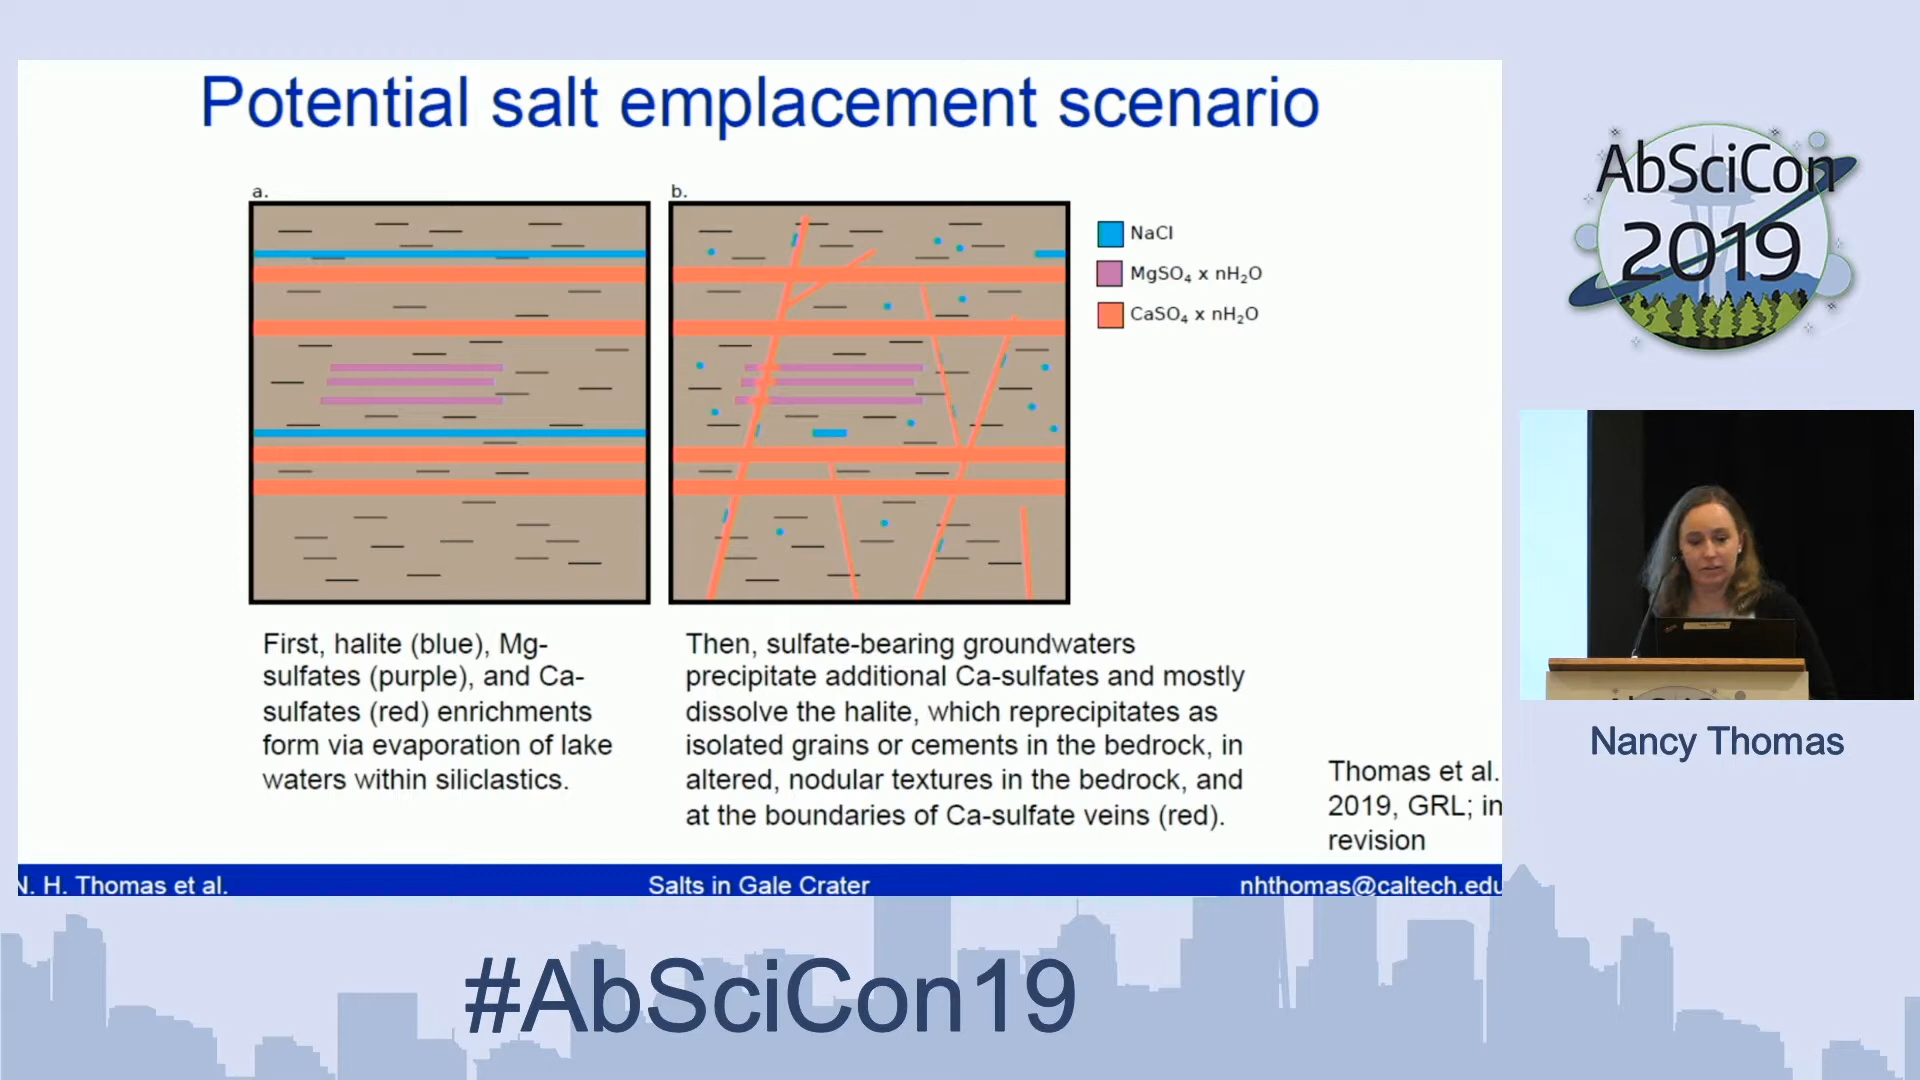 Potential salt emplacement scenario
a.
b.
NaCl
MgSO₄ x nH₂O
CaSO₄ x nH₂O
First, halite (blue), Mg-
sulfates (purple), and Ca-
sulfates (red) enrichments
form via evaporation of lake
waters within siliclastics.
Then, sulfate-bearing groundwaters
precipitate additional Ca-sulfates and mostly
dissolve the halite, which reprecipitates as
isolated grains or cements in the bedrock, in
altered, nodular textures in the bedrock, and
at the boundaries of Ca-sulfate veins (red).
Thomas et al.
2019, GRL; in
revision
N. H. Thomas et al.
Salts in Gale Crater
nhthomas@caltech.edu
AbSciCon
2019
Nancy Thomas
#AbSciCon19